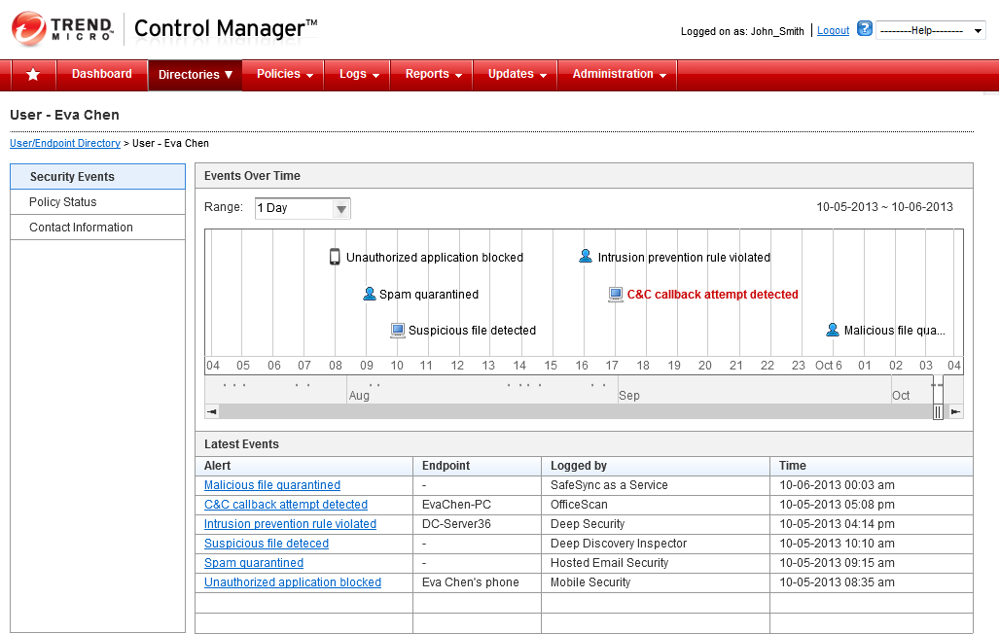 TREND MICRO Control Manager™
Logged on as: John_Smith | Logout ? --------Help--------
Dashboard Directories ▼ Policies Logs Reports Updates Administration
User - Eva Chen
User/Endpoint Directory > User - Eva Chen
Security Events
Policy Status
Contact Information
Events Over Time
Range: 1 Day 10-05-2013 ~ 10-06-2013
Unauthorized application blocked Intrusion prevention rule violated
Spam quarantined C&C callback attempt detected
Suspicious file detected Malicious file qua...
04 05 06 07 08 09 10 11 12 13 14 15 16 17 18 19 20 21 22 23 Oct 6 01 02 03 04
Aug Sep Oct
Latest Events
Alert Endpoint Logged by Time
Malicious file quarantined - SafeSync as a Service 10-06-2013 00:03 am
C&C callback attempt detected EvaChen-PC OfficeScan 10-05-2013 05:08 pm
Intrusion prevention rule violated DC-Server36 Deep Security 10-05-2013 04:14 pm
Suspicious file deteced - Deep Discovery Inspector 10-05-2013 10:10 am
Spam quarantined - Hosted Email Security 10-05-2013 09:15 am
Unauthorized application blocked Eva Chen's phone Mobile Security 10-05-2013 08:35 am